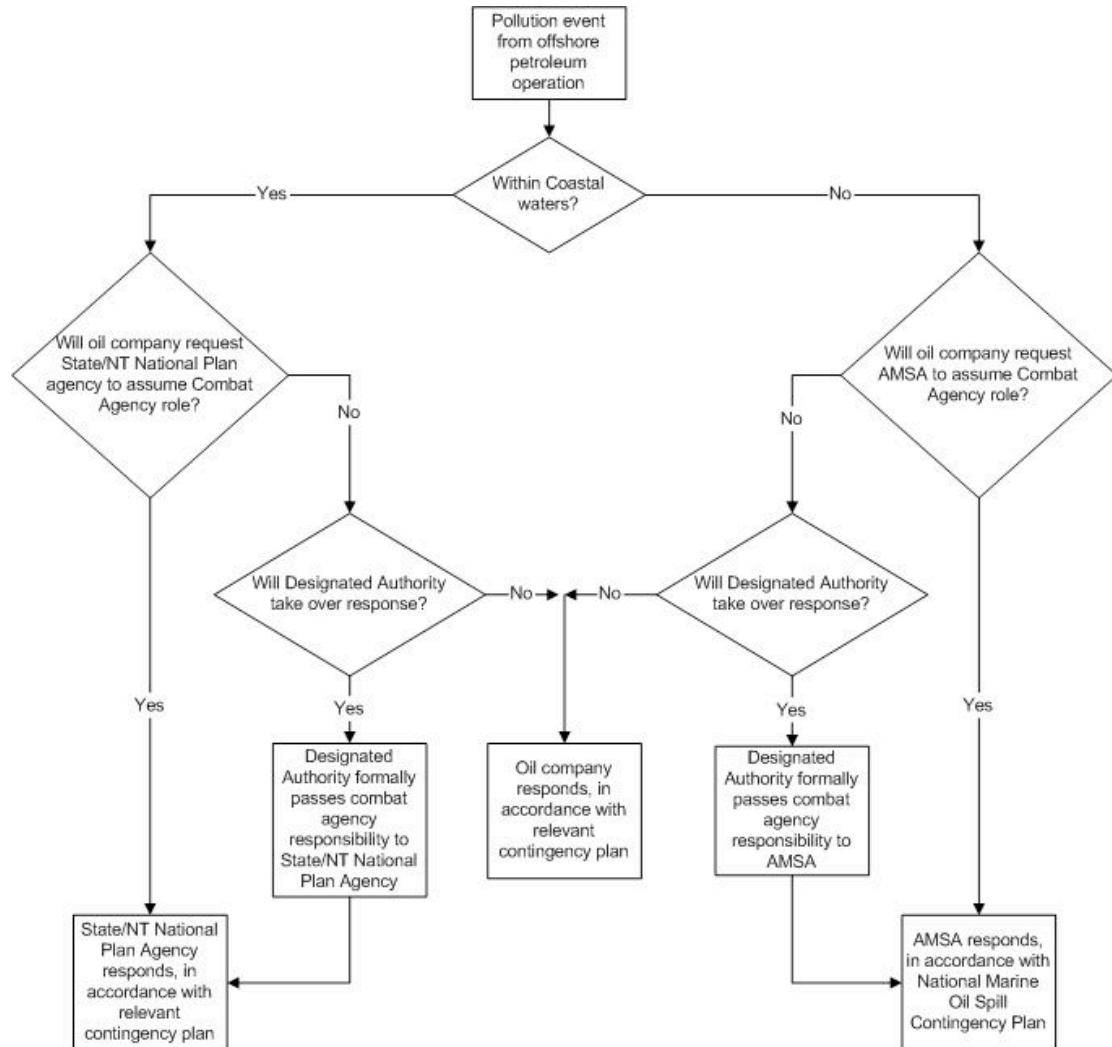 Pollution event
from offshore
petroleum
operation
Within Coastal
waters?
Yes
No
Will oil company request
State/NT National Plan
agency to assume Combat
Agency role?
Will oil company request
AMSA to assume Combat
Agency role?
No
No
Will Designated Authority
take over response?
No
No
Will Designated Authority
take over response?
Yes
Yes
Yes
Yes
Designated
Authority formally
passes combat
agency
responsibility to
State/NT National
Plan Agency
Oil company
responds, in
accordance with
relevant
contingency plan
Designated
Authority formally
passes combat
agency
responsibility to
AMSA
State/NT National
Plan Agency
responds, in
accordance with
relevant
contingency plan
AMSA responds,
in accordance with
National Marine
Oil Spill
Contingency Plan